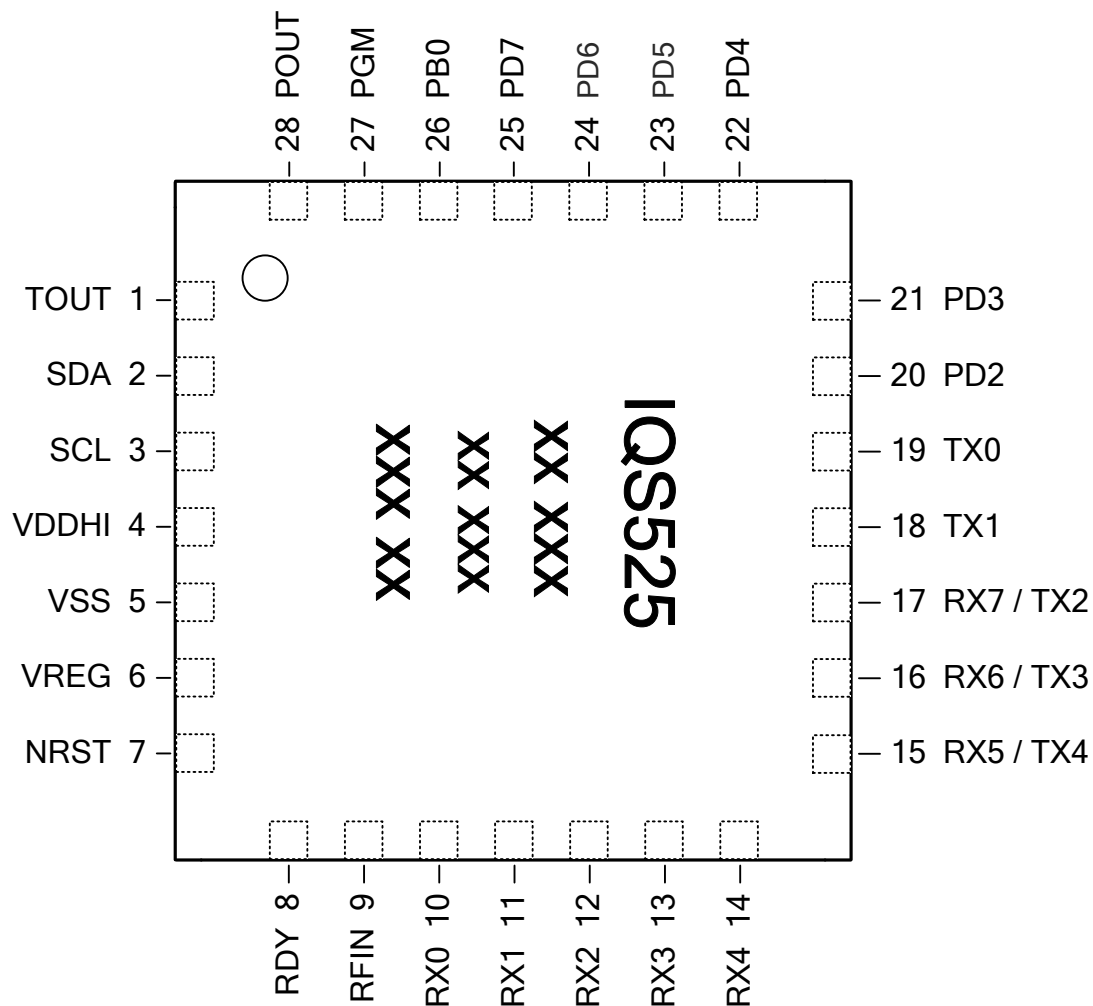 28 POUT
27 PGM
26 PB0
25 PD7
24 PD6
23 PD5
22 PD4
TOUT 1
SDA 2
SCL 3
VDDHI 4
VSS 5
VREG 6
NRST 7
IQS525
XXX XX
XXX XX
XX XXX
21 PD3
20 PD2
19 TX0
18 TX1
17 RX7 / TX2
16 RX6 / TX3
15 RX5 / TX4
RDY 8
RFIN 9
RX0 10
RX1 11
RX2 12
RX3 13
RX4 14